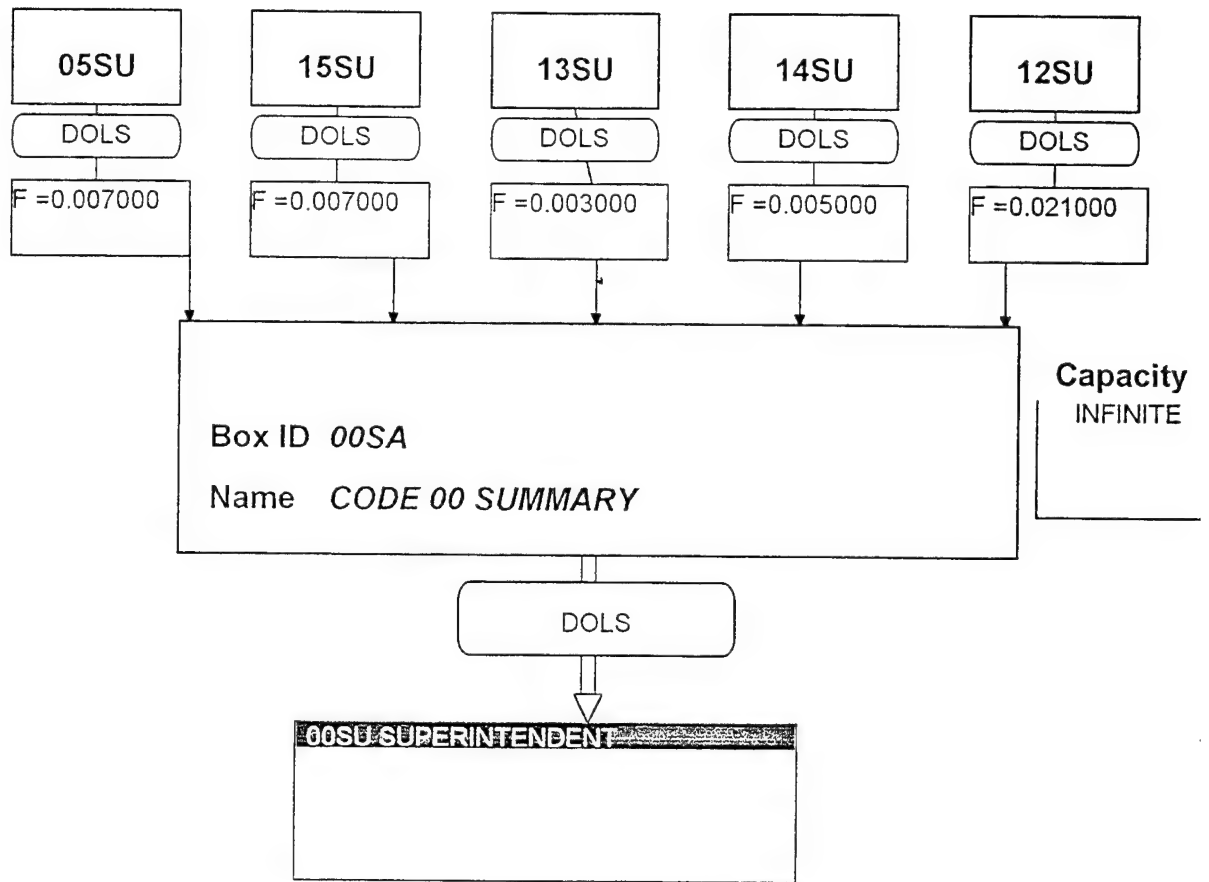 05SU
15SU
13SU
14SU
12SU
DOLS
DOLS
DOLS
DOLS
DOLS
F =0.007000
F =0.007000
F =0.003000
F =0.005000
F =0.021000
Capacity
INFINITE
Box ID 00SA
Name CODE 00 SUMMARY
DOLS
00SU SUPERINTENDENT